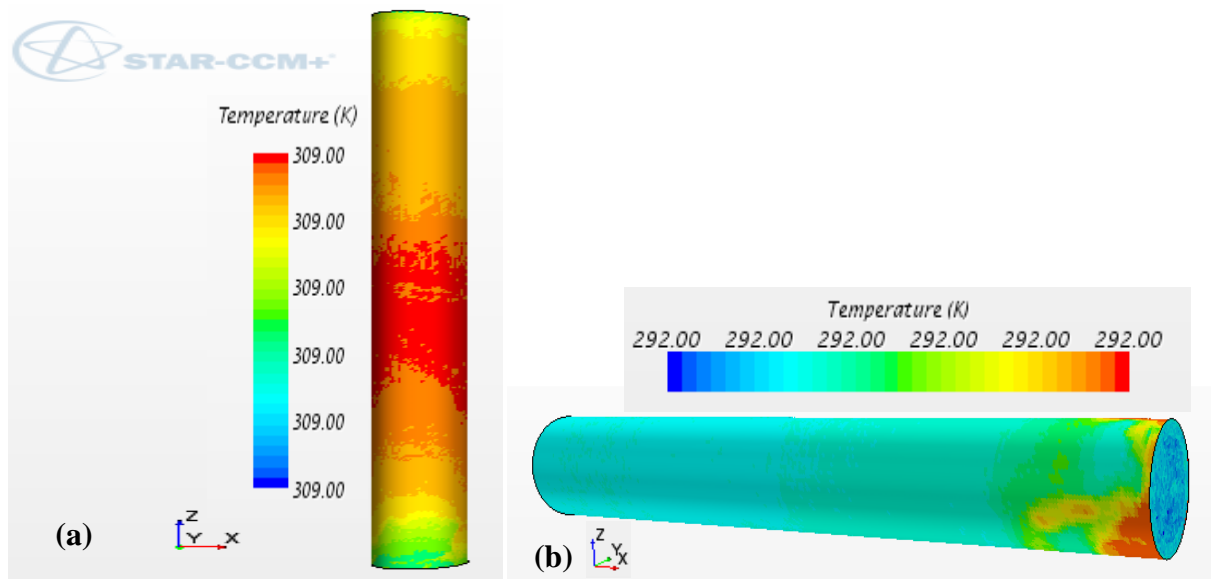 STAR-CCM+
Temperature (K)
309.00
309.00
309.00
309.00
309.00
309.00
Z
Y X
(a)
Temperature (K)
292.00 292.00 292.00 292.00 292.00 292.00
Z
Y
X
(b)